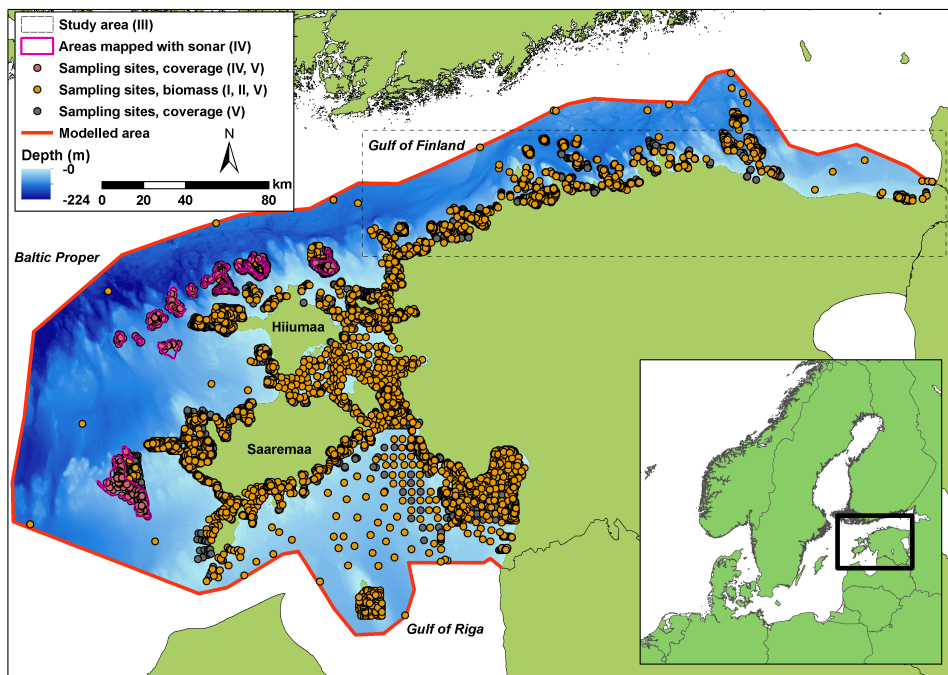 Study area (III)
Areas mapped with sonar (IV)
Sampling sites, coverage (IV, V)
Sampling sites, biomass (I, II, V)
Sampling sites, coverage (V)
Modelled area
N
Depth (m)
-0
-224
km
0 20 40 80
Gulf of Finland
Baltic Proper
Hiiumaa
Saaremaa
Gulf of Riga